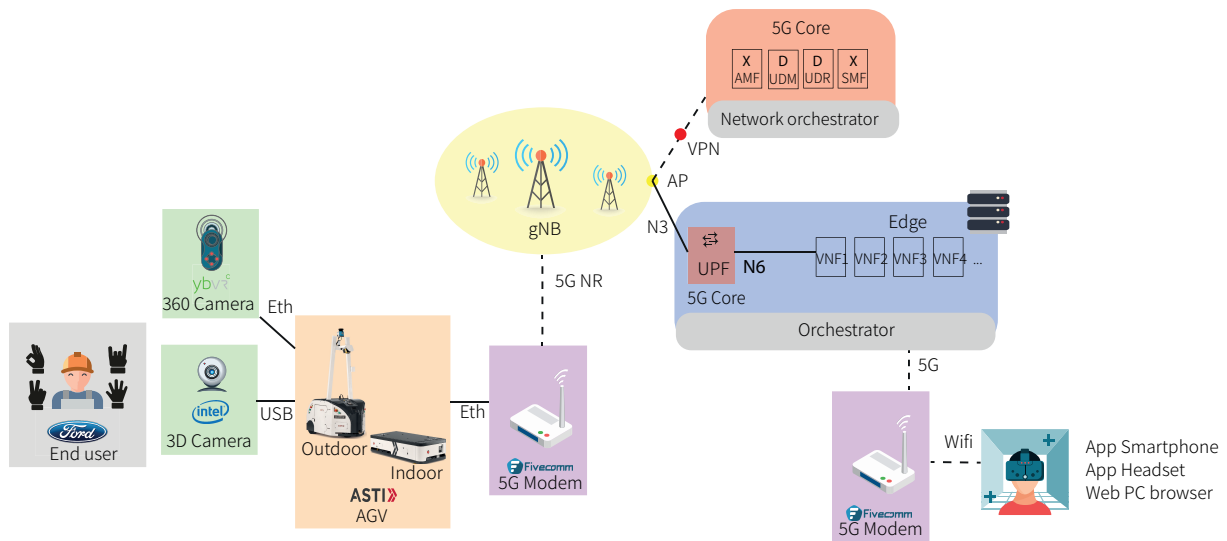 5G Core
X D D X
AMF UDM UDR SMF
Network orchestrator
VPN
AP
gNB
N3
Edge
UPF
N6
VNF1 VNF2 VNF3 VNF4 ...
5G Core
Orchestrator
5G NR
5G
ybVR
360 Camera
Eth
intel
3D Camera
USB
Ford
End user
Outdoor
Indoor
ASTI
AGV
Eth
Fivecomm
5G Modem
Wifi
Fivecomm
5G Modem
App Smartphone
App Headset
Web PC browser